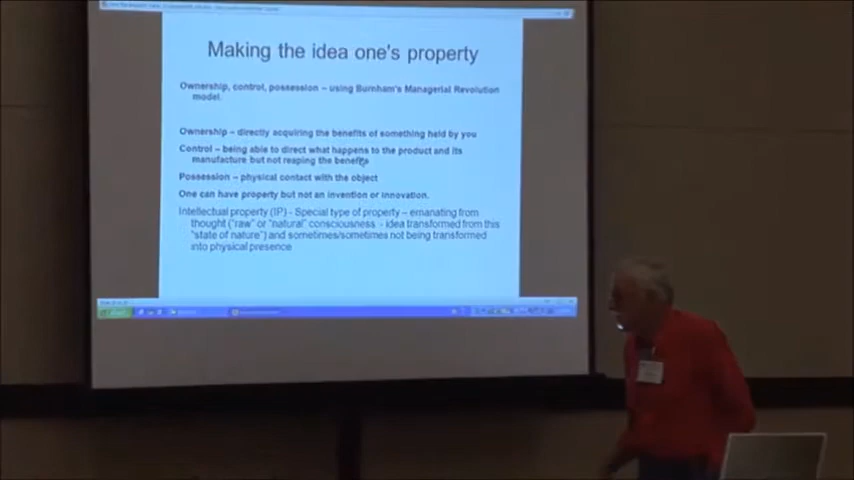 Making the idea one's property
Ownership, control, possession – using Burnham's Managerial Revolution
model.
Ownership – directly acquiring the benefits of something held by you
Control – being able to direct what happens to the product and its
manufacture but not reaping the benefits
Possession – physical contact with the object
One can have property but not an invention or innovation.
Intellectual property (IP) - Special type of property – emanating from
thought ("raw" or "natural" consciousness - idea transformed from this
"state of nature") and sometimes/sometimes not being transformed
into physical presence